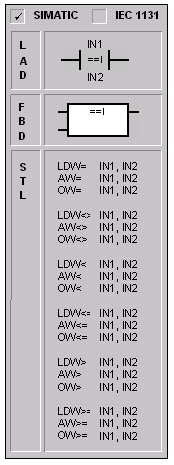 SIMATIC IEC 1131
L
A
D
IN1
==I
IN2
F
B
D
==I
S
T
L
LDW= IN1, IN2
AW= IN1, IN2
OW= IN1, IN2
LDW<> IN1, IN2
AW<> IN1, IN2
OW<> IN1, IN2
LDW< IN1, IN2
AW< IN1, IN2
OW< IN1, IN2
LDW<= IN1, IN2
AW<= IN1, IN2
OW<= IN1, IN2
LDW> IN1, IN2
AW> IN1, IN2
OW> IN1, IN2
LDW>= IN1, IN2
AW>= IN1, IN2
OW>= IN1, IN2